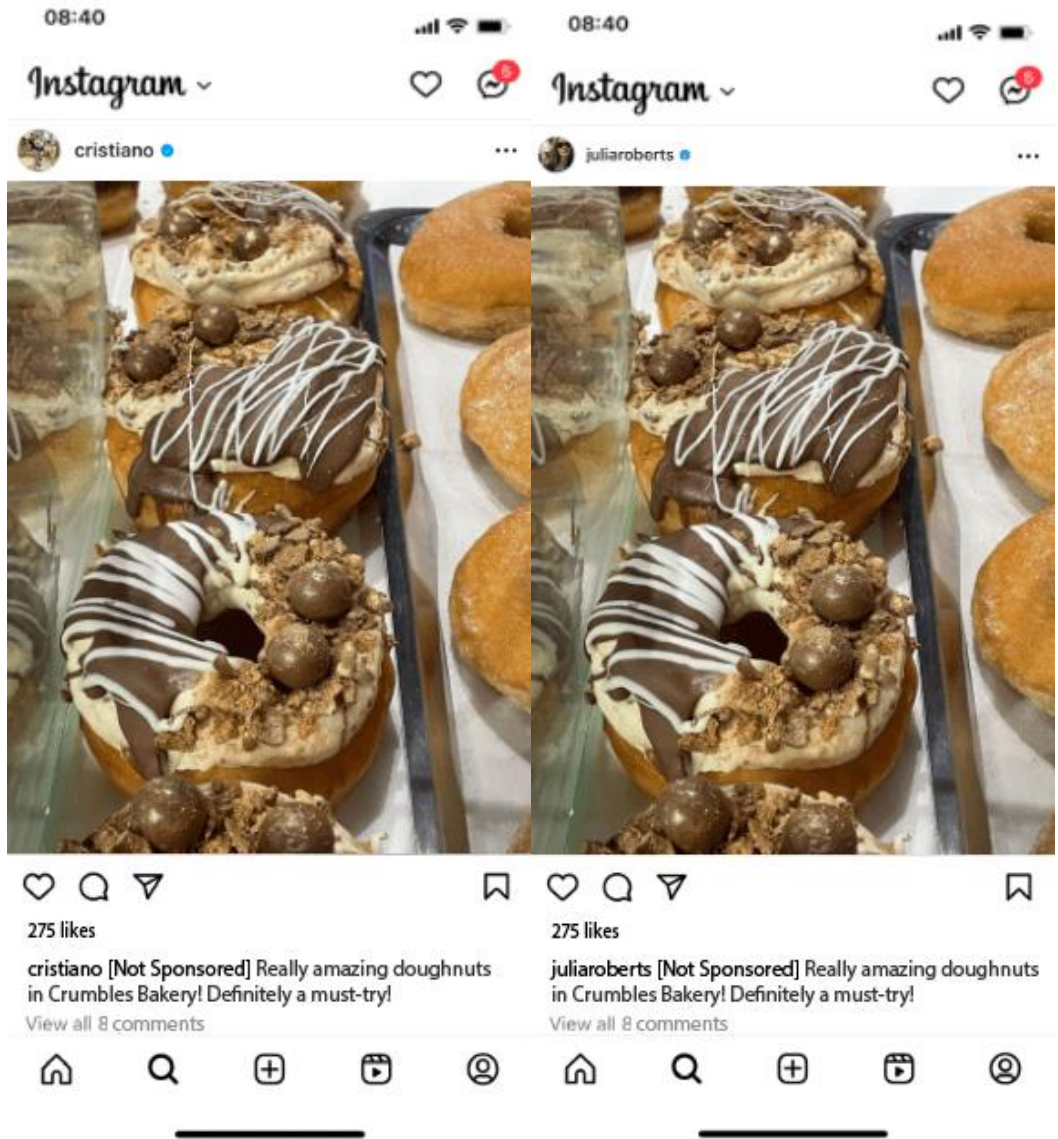 08:40
Instagram
5
cristiano
275 likes
cristiano [Not Sponsored] Really amazing doughnuts
in Crumbles Bakery! Definitely a must-try!
View all 8 comments
08:40
Instagram
5
juliaroberts
275 likes
juliaroberts [Not Sponsored] Really amazing doughnuts
in Crumbles Bakery! Definitely a must-try!
View all 8 comments